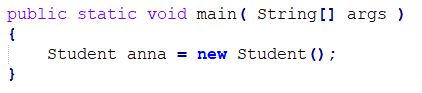 public static void main( String[] args )
{
    Student anna = new Student();
}